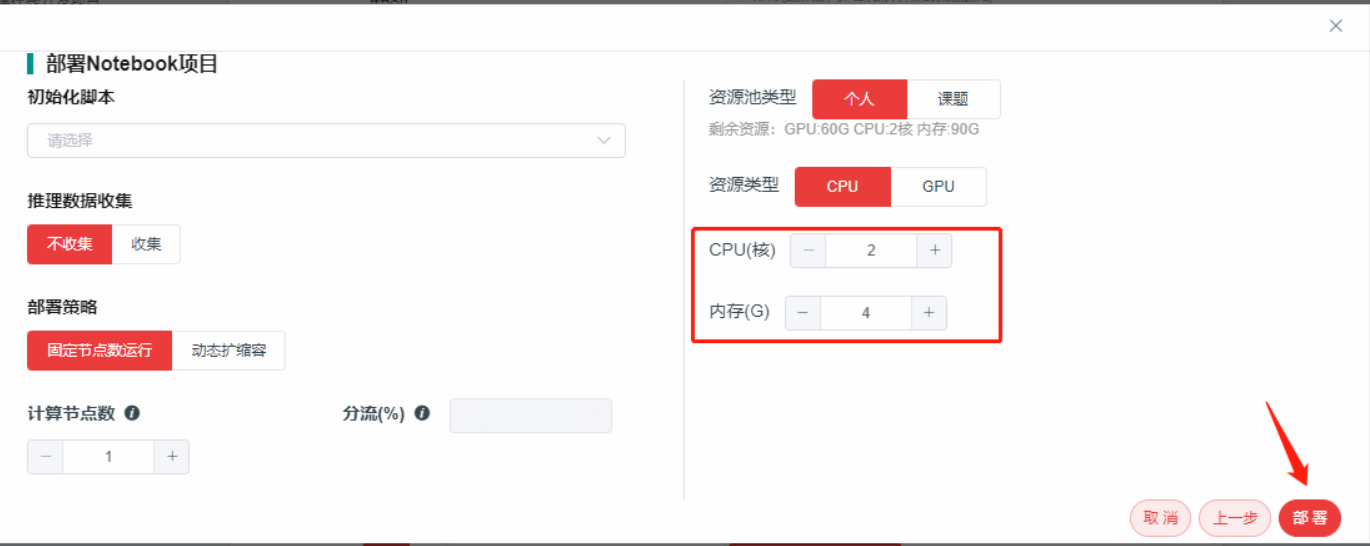 部署Notebook项目
初始化脚本
请选择
推理数据收集
不收集 收集
部署策略
固定节点数运行 动态扩缩容
计算节点数 分流(%)
1
资源池类型 个人 课题
剩余资源：GPU:60G CPU:2核 内存:90G
资源类型 CPU GPU
CPU(核) 2
内存(G) 4
取消 上一步 部署